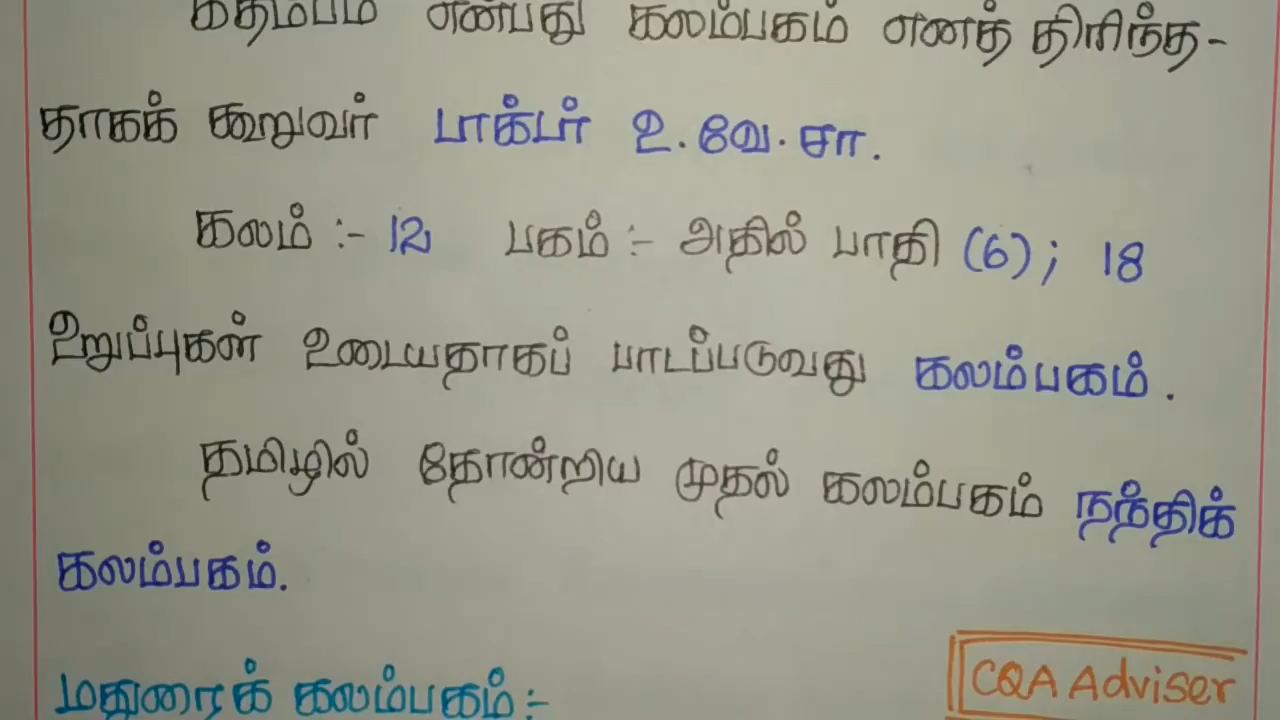 கதம்பம் என்பது கலம்பகம் எனத் திரிந்த-
தாகக் கூறுவர் டாக்டர் உ.வே.சா.
கலம் :- 12 பகம் :- அதில் பாதி (6); 18
உறுப்புகள் உடையதாகப் பாடப்படுவது கலம்பகம்.
தமிழில் தோன்றிய முதல் கலம்பகம் நந்திக்
கலம்பகம்.
மதுரைக் கலம்பகம் :-
CQA Adviser